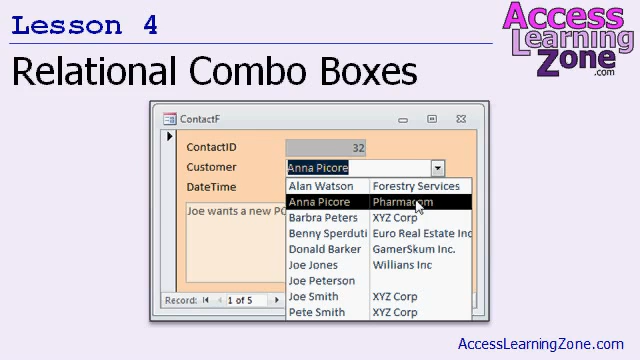 Lesson 4
Access Learning Zone.com
Relational Combo Boxes
ContactF
ContactID 32
Customer Anna Picore
DateTime
Alan Watson Forestry Services
Anna Picore Pharmacom
Barbra Peters XYZ Corp
Joe wants a new PC
Benny Sperduti Euro Real Estate Inc
Donald Barker GamerSkum Inc.
Joe Jones Willians Inc
Joe Peterson
Joe Smith XYZ Corp
Pete Smith XYZ Corp
Record: 1 of 5
AccessLearningZone.com